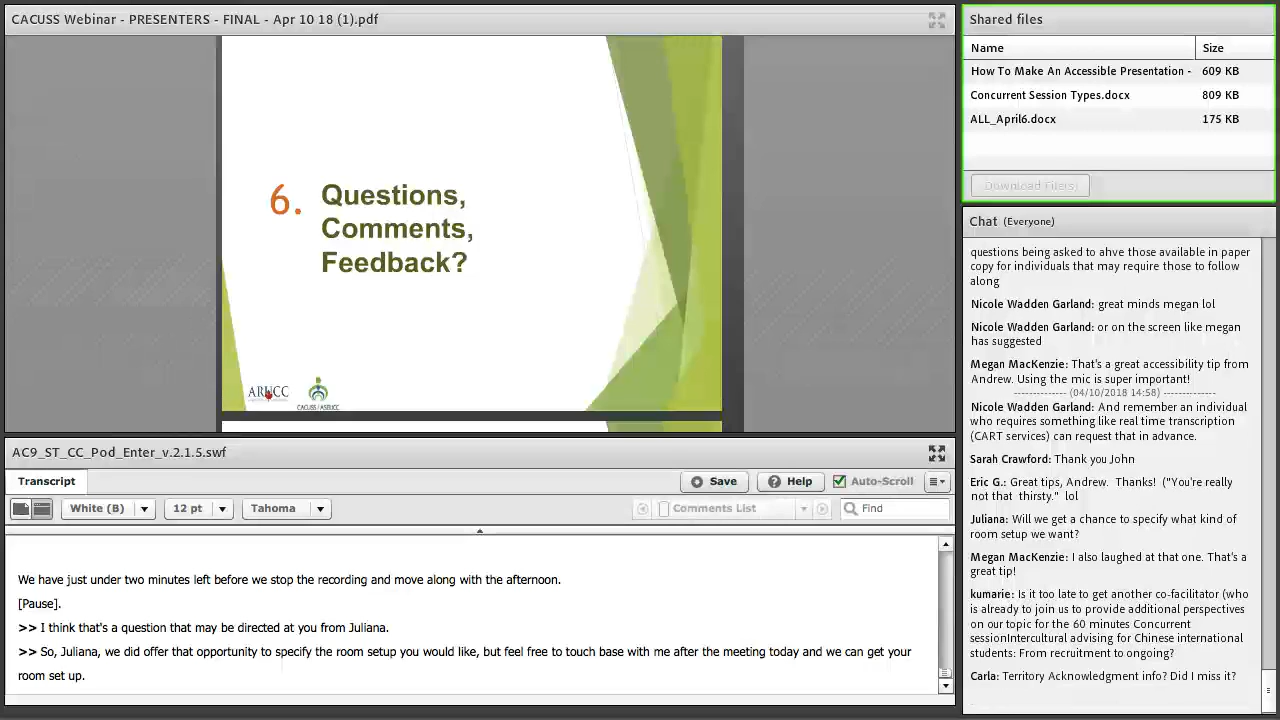 CACUSS Webinar - PRESENTERS - FINAL - Apr 10 18 (1).pdf
6. Questions,
Comments,
Feedback?
ARUCC
CACUSS / ASEUCC
AC9_ST_CC_Pod_Enter_v.2.1.5.swf
Transcript
Save
Help
Auto-Scroll
White (B)
12 pt
Tahoma
Comments List
Find
We have just under two minutes left before we stop the recording and move along with the afternoon.
[Pause].
>> I think that's a question that may be directed at you from Juliana.
>> So, Juliana, we did offer that opportunity to specify the room setup you would like, but feel free to touch base with me after the meeting today and we can get your
room set up.
Shared files
Name Size
How To Make An Accessible Presentation - 609 KB
Concurrent Session Types.docx 809 KB
ALL_April6.docx 175 KB
Download File(s)
Chat (Everyone)
questions being asked to ahve those available in paper
copy for individuals that may require those to follow
along
Nicole Wadden Garland: great minds megan lol
Nicole Wadden Garland: or on the screen like megan
has suggested
Megan MacKenzie: That's a great accessibility tip from
Andrew. Using the mic is super important!
-------------- (04/10/2018 14:58) --------------
Nicole Wadden Garland: And remember an individual
who requires something like real time transcription
(CART services) can request that in advance.
Sarah Crawford: Thank you John
Eric G.: Great tips, Andrew. Thanks! ("You're really
not that thirsty." lol
Juliana: Will we get a chance to specify what kind of
room setup we want?
Megan MacKenzie: I also laughed at that one. That's a
great tip!
kumarie: Is it too late to get another co-facilitator (who
is already to join us to provide additional perspectives
on our topic for the 60 minutes Concurrent
sessionIntercultural advising for Chinese international
students: From recruitment to ongoing?
Carla: Territory Acknowledgment info? Did I miss it?